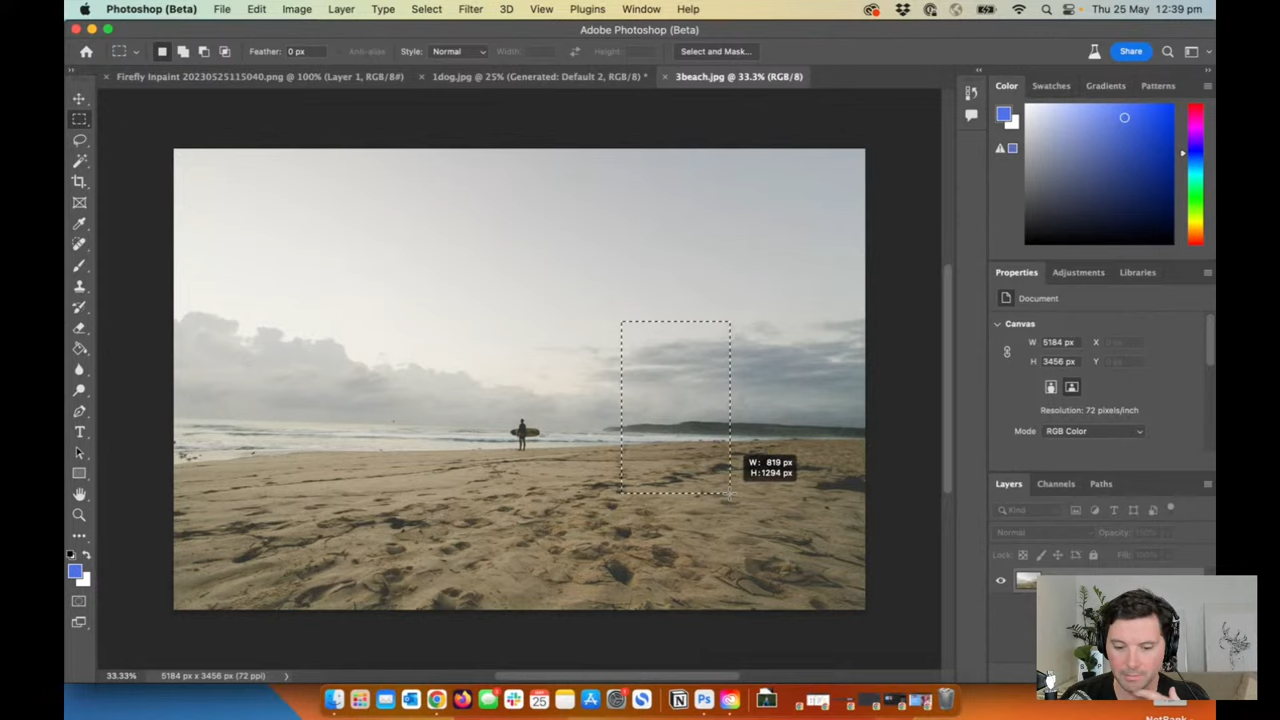 Photoshop (Beta) File Edit Image Layer Type Select Filter 3D View Plugins Window Help Thu 25 May 12:39 pm
Adobe Photoshop (Beta)
Feather: 0 px Anti-alias Style: Normal Width: Height: Select and Mask... Share
Firefly Inpaint 20230525115040.png @ 100% (Layer 1, RGB/8#) 1dog.jpg @ 25% (Generated: Default 2, RGB/8) * 3beach.jpg @ 33.3% (RGB/8)
Color Swatches Gradients Patterns
Properties Adjustments Libraries
Document
Canvas
W 5184 px X
H 3456 px Y
Resolution: 72 pixels/inch
Mode RGB Color
W: 819 px
H: 1294 px
Layers Channels Paths
Kind
Normal Opacity:
Lock: Fill:
33.33% 5184 px x 3456 px (72 ppi)
25
NetBank